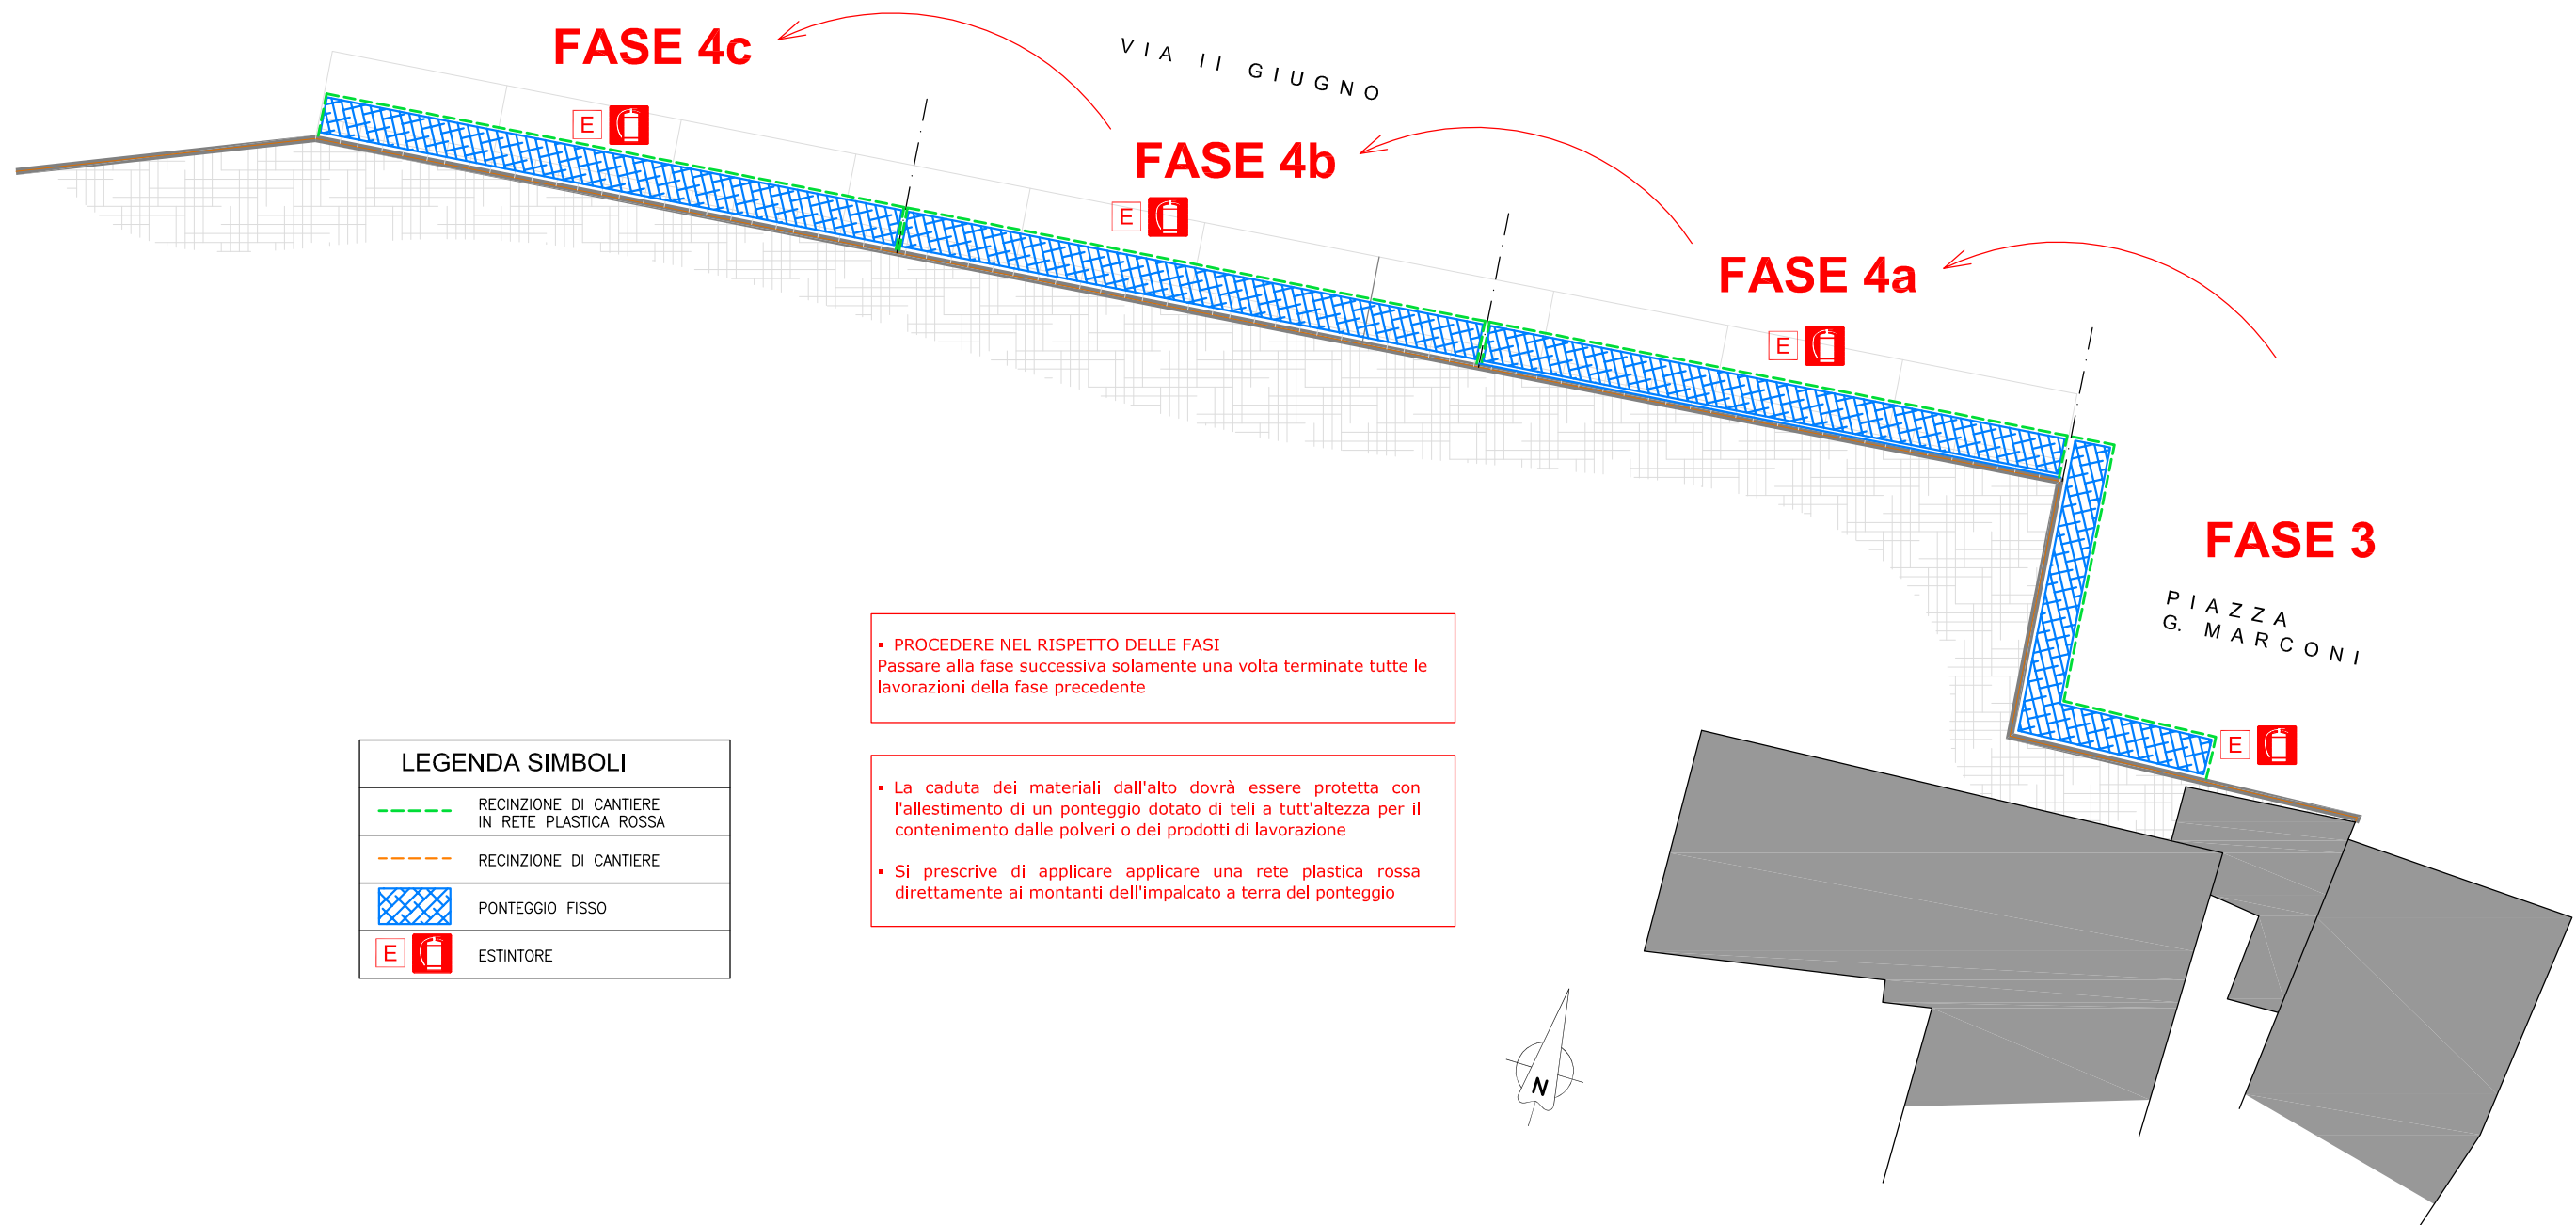 FASE 4c
VIA II GIUGNO
E
FASE 4b
E
FASE 4a
E
FASE 3
PIAZZA
G. MARCONI
E
▪ PROCEDERE NEL RISPETTO DELLE FASI
Passare alla fase successiva solamente una volta terminate tutte le
lavorazioni della fase precedente
▪ La caduta dei materiali dall'alto dovrà essere protetta con
l'allestimento di un ponteggio dotato di teli a tutt'altezza per il
contenimento dalle polveri o dei prodotti di lavorazione
▪ Si prescrive di applicare applicare una rete plastica rossa
direttamente ai montanti dell'impalcato a terra del ponteggio
LEGENDA SIMBOLI
RECINZIONE DI CANTIERE
IN RETE PLASTICA ROSSA
RECINZIONE DI CANTIERE
PONTEGGIO FISSO
E
ESTINTORE
N